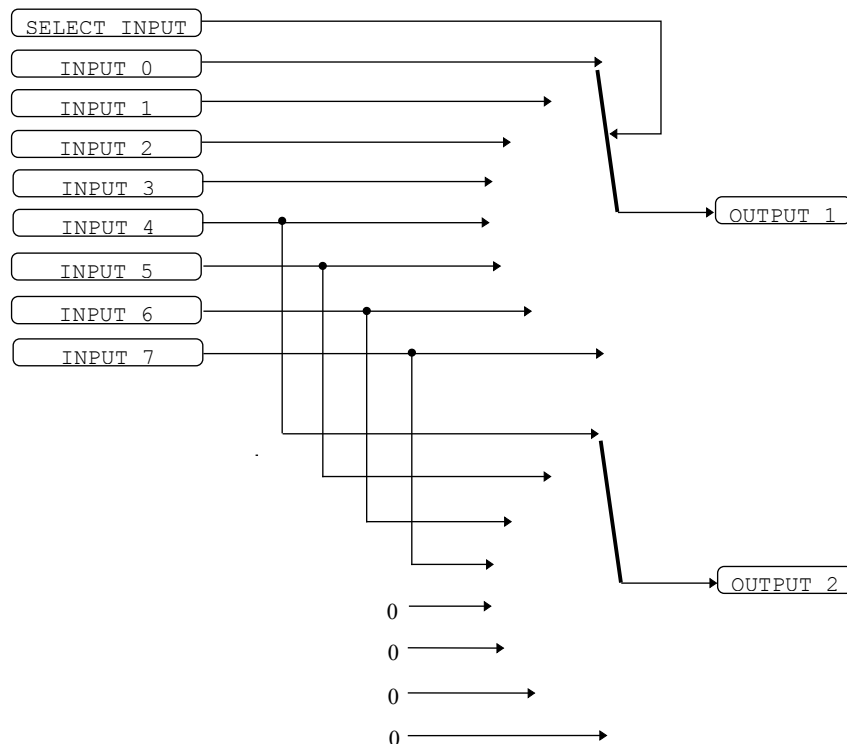 SELECT INPUT
INPUT 0
INPUT 1
INPUT 2
INPUT 3
INPUT 4
OUTPUT 1
INPUT 5
INPUT 6
INPUT 7
OUTPUT 2
0
0
0
0